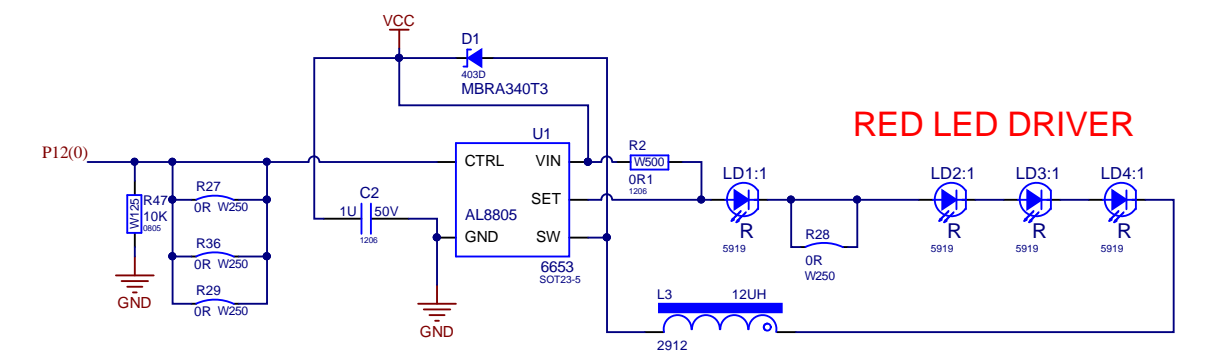 VCC
D1
403D
MBRA340T3
RED LED DRIVER
P12(0)
U1
CTRL
VIN
SET
AL8805
GND
SW
6653
SOT23-5
R2
W500
0R1
1206
R47
W125
10K
0805
GND
R27
0R W250
R36
0R W250
R29
0R W250
C2
1U 50V
1206
GND
LD1:1
R
5919
R28
0R
W250
LD2:1
R
5919
LD3:1
R
5919
LD4:1
R
5919
L3 12UH
2912